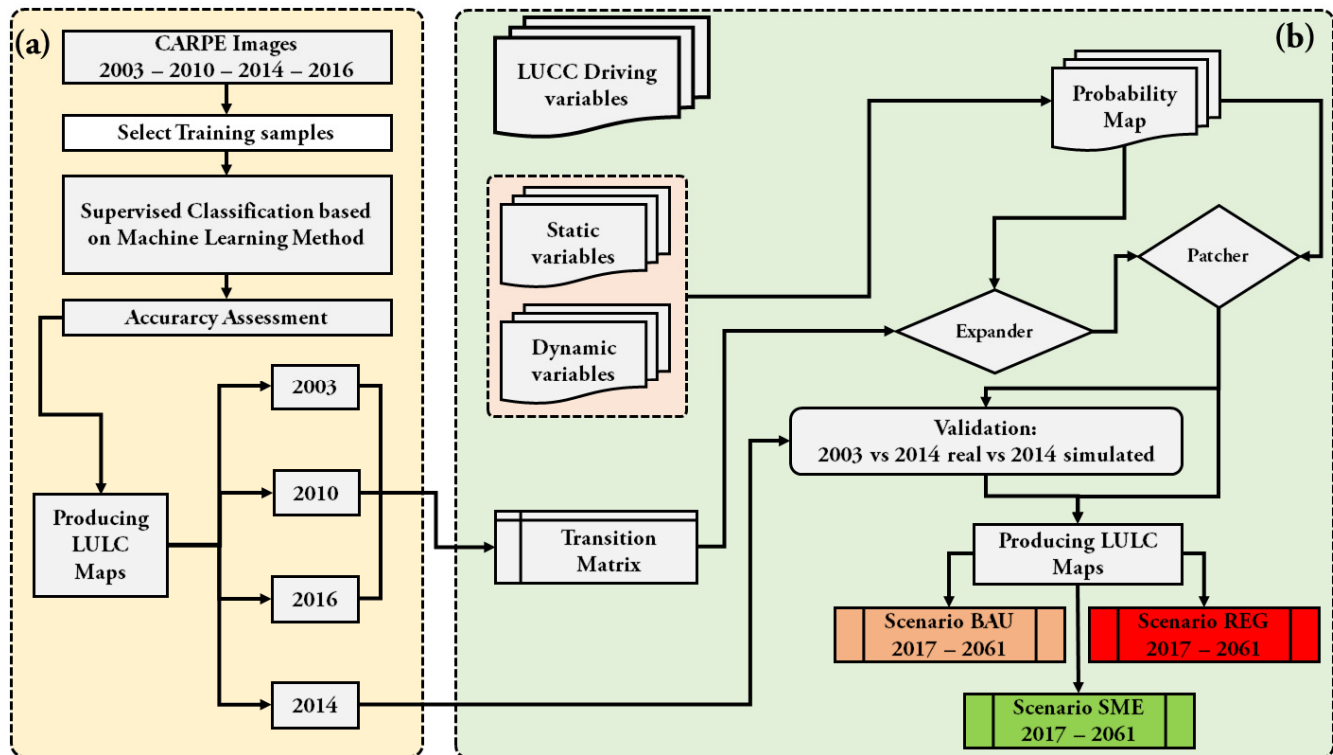 (a)
CARPE Images
2003 – 2010 – 2014 – 2016
Select Training samples
Supervised Classification based
on Machine Learning Method
Accurarcy Assessment
Producing
LULC
Maps
2003
2010
2016
2014
(b)
LUCC Driving
variables
Static
variables
Dynamic
variables
Transition
Matrix
Probability
Map
Patcher
Expander
Validation:
2003 vs 2014 real vs 2014 simulated
Producing LULC
Maps
Scenario BAU
2017 – 2061
Scenario REG
2017 – 2061
Scenario SME
2017 – 2061